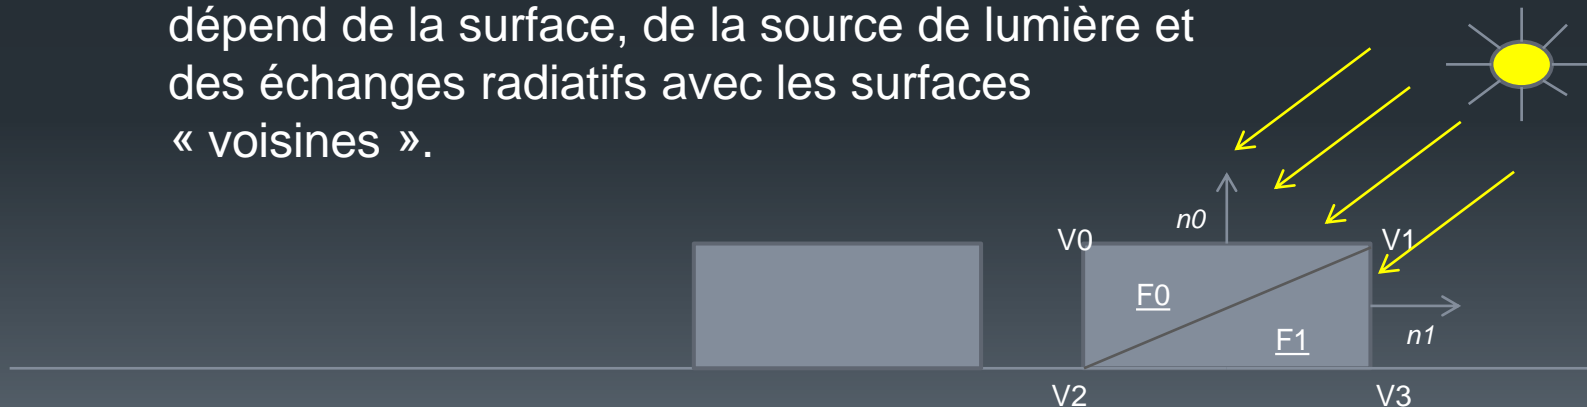 dépend de la surface, de la source de lumière et
des échanges radiatifs avec les surfaces
« voisines ».
n0
V0
V1
F0
F1
n1
V2
V3